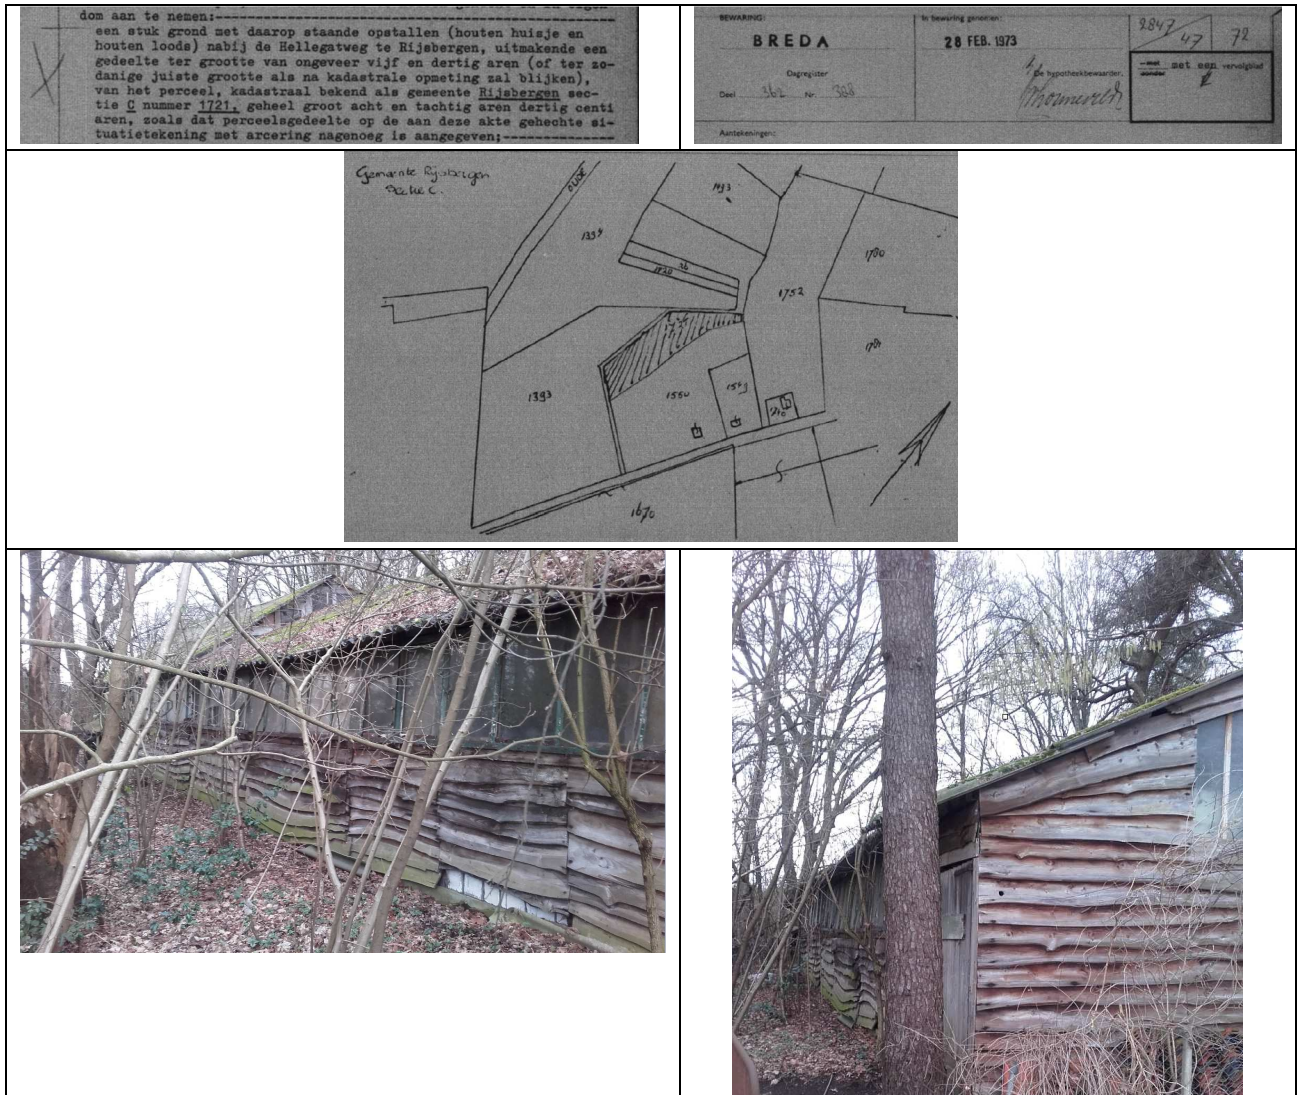 dom aan te nemen:
een stuk grond met daarop staande opstallen (houten huisje en
houten loods) nabij de Hellegatweg te Rijsbergen, uitmakende een
gedeelte ter grootte van ongeveer vijf en dertig aren (of ter zo-
danige juiste grootte als na kadastrale opmeting zal blijken),
van het perceel, kadastraal bekend als gemeente Rijsbergen sec-
tie C nummer 1721, geheel groot acht en tachtig aren dertig centi
aren, zoals dat perceelsgedeelte op de aan deze akte gehechte si-
tuatietekening met arcering nagenoeg is aangegeven;
BEWARING:
BREDA
Dagregister
Deel 362 Nr. 388
Aantekeningen:
In bewaring genomen:
28 FEB. 1973
De hypotheekbewaarder,
2847/47
72
met een vervolgblad
zonder
Gemeente Rijsbergen
Sectie C.
OUDE
1394
1493
1780
1752
1781
1393
1550
1549
1670